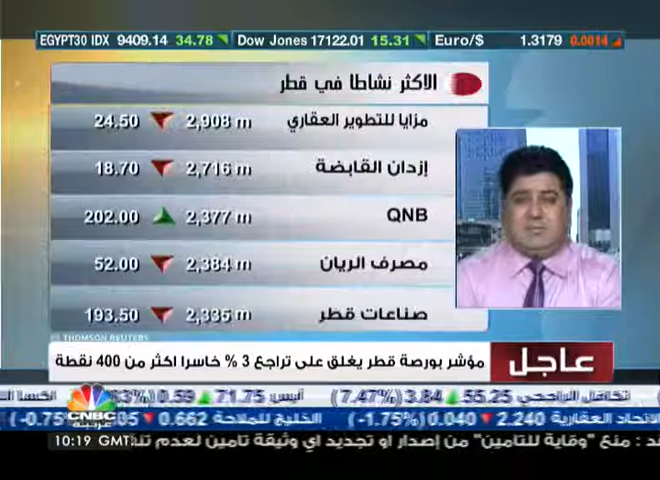 EGYPT30 IDX 9409.14 34.78 Dow Jones 17122.01 15.31 Euro/$ 1.3179 0.0014
الاكثر نشاطا في قطر
مزايا للتطوير العقاري 2,908 m 24.50
إزدان القابضة 2,716 m 18.70
QNB 2,377 m 202.00
مصرف الريان 2,384 m 52.00
صناعات قطر 2,335 m 193.50
THOMSON REUTERS
عاجل
مؤشر بورصة قطر يغلق على تراجع 3 % خاسرا اكثر من 400 نقطة
تكافل الراجحي 55.25 3.84 (7.47%) أيس 71.75 0.59
الاتحاد العقارية 2.240 0.040 (-1.75%) الخليج للملاحة 0.662
CNBC
عربية
منع "وقاية للتامين" من إصدار او تجديد اي وثيقة تامين لعدم
10:19 GMT